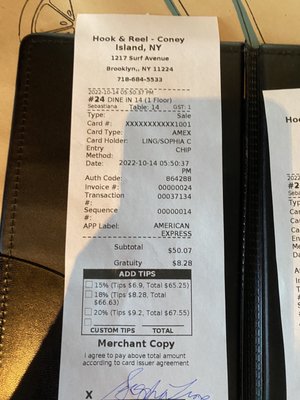 Hook & Reel - Coney
Island, NY
1217 Surf Avenue
Brooklyn,, NY 11224
718-684-5533
2022-10-14 05:50:37 PM
#24 DINE IN 14 (1 Floor)
Sebastiana Table: 14 GST: 1
Type: Sale
Card #: XXXXXXXXXXX1001
Card Type: AMEX
Card Holder: LING/SOPHIA C
Entry CHIP
Method:
Date: 2022-10-14 05:50:37
PM
Auth Code: 864288
Invoice #: 00000024
Transaction 00037134
#:
Sequence 00000014
#:
APP Label: AMERICAN
EXPRESS
Subtotal $50.07
Gratuity $8.28
ADD TIPS
15% (Tips $6.9, Total $65.25)
18% (Tips $8.28, Total
$66.63)
20% (Tips $9.2, Total $67.55)
CUSTOM TIPS TOTAL
Merchant Copy
I agree to pay above total amount
according to card issuer agreement
X